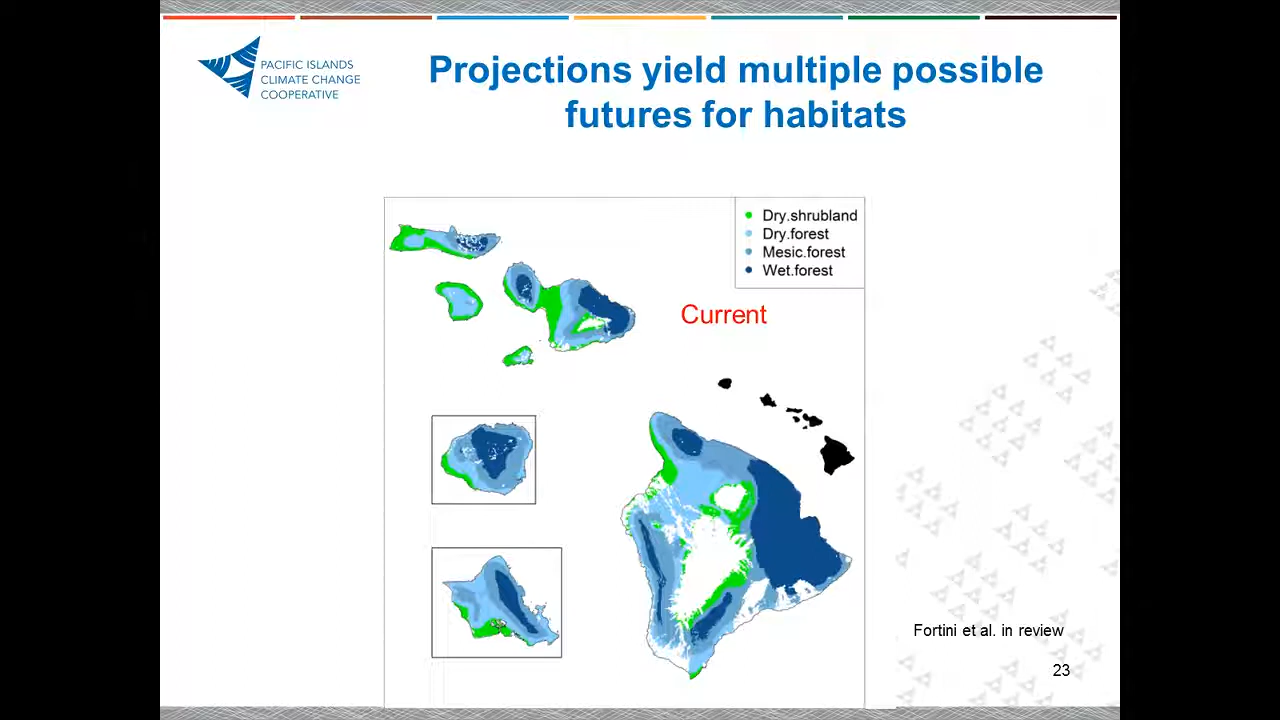 PACIFIC ISLANDS
CLIMATE CHANGE
COOPERATIVE
Projections yield multiple possible
futures for habitats
Dry.shrubland
Dry.forest
Mesic.forest
Wet.forest
Current
Fortini et al. in review
23